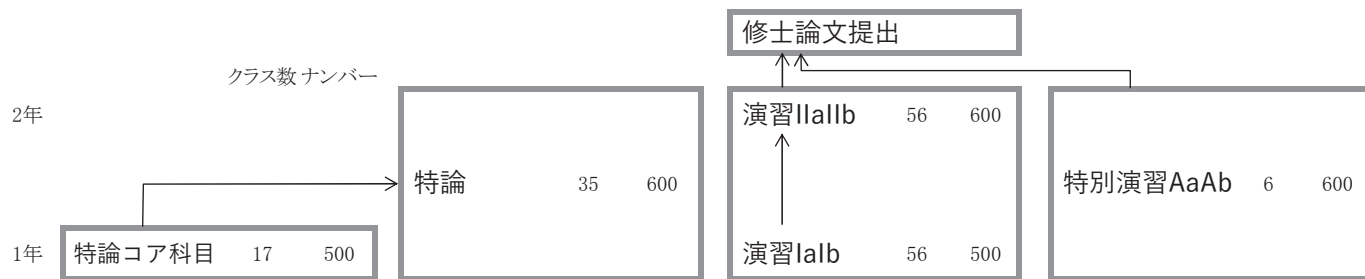 修士論文提出
クラス数 ナンバー
2年
演習IIaIIb 56 600
特論 35 600
特別演習AaAb 6 600
1年
特論コア科目 17 500
演習IaIb 56 500